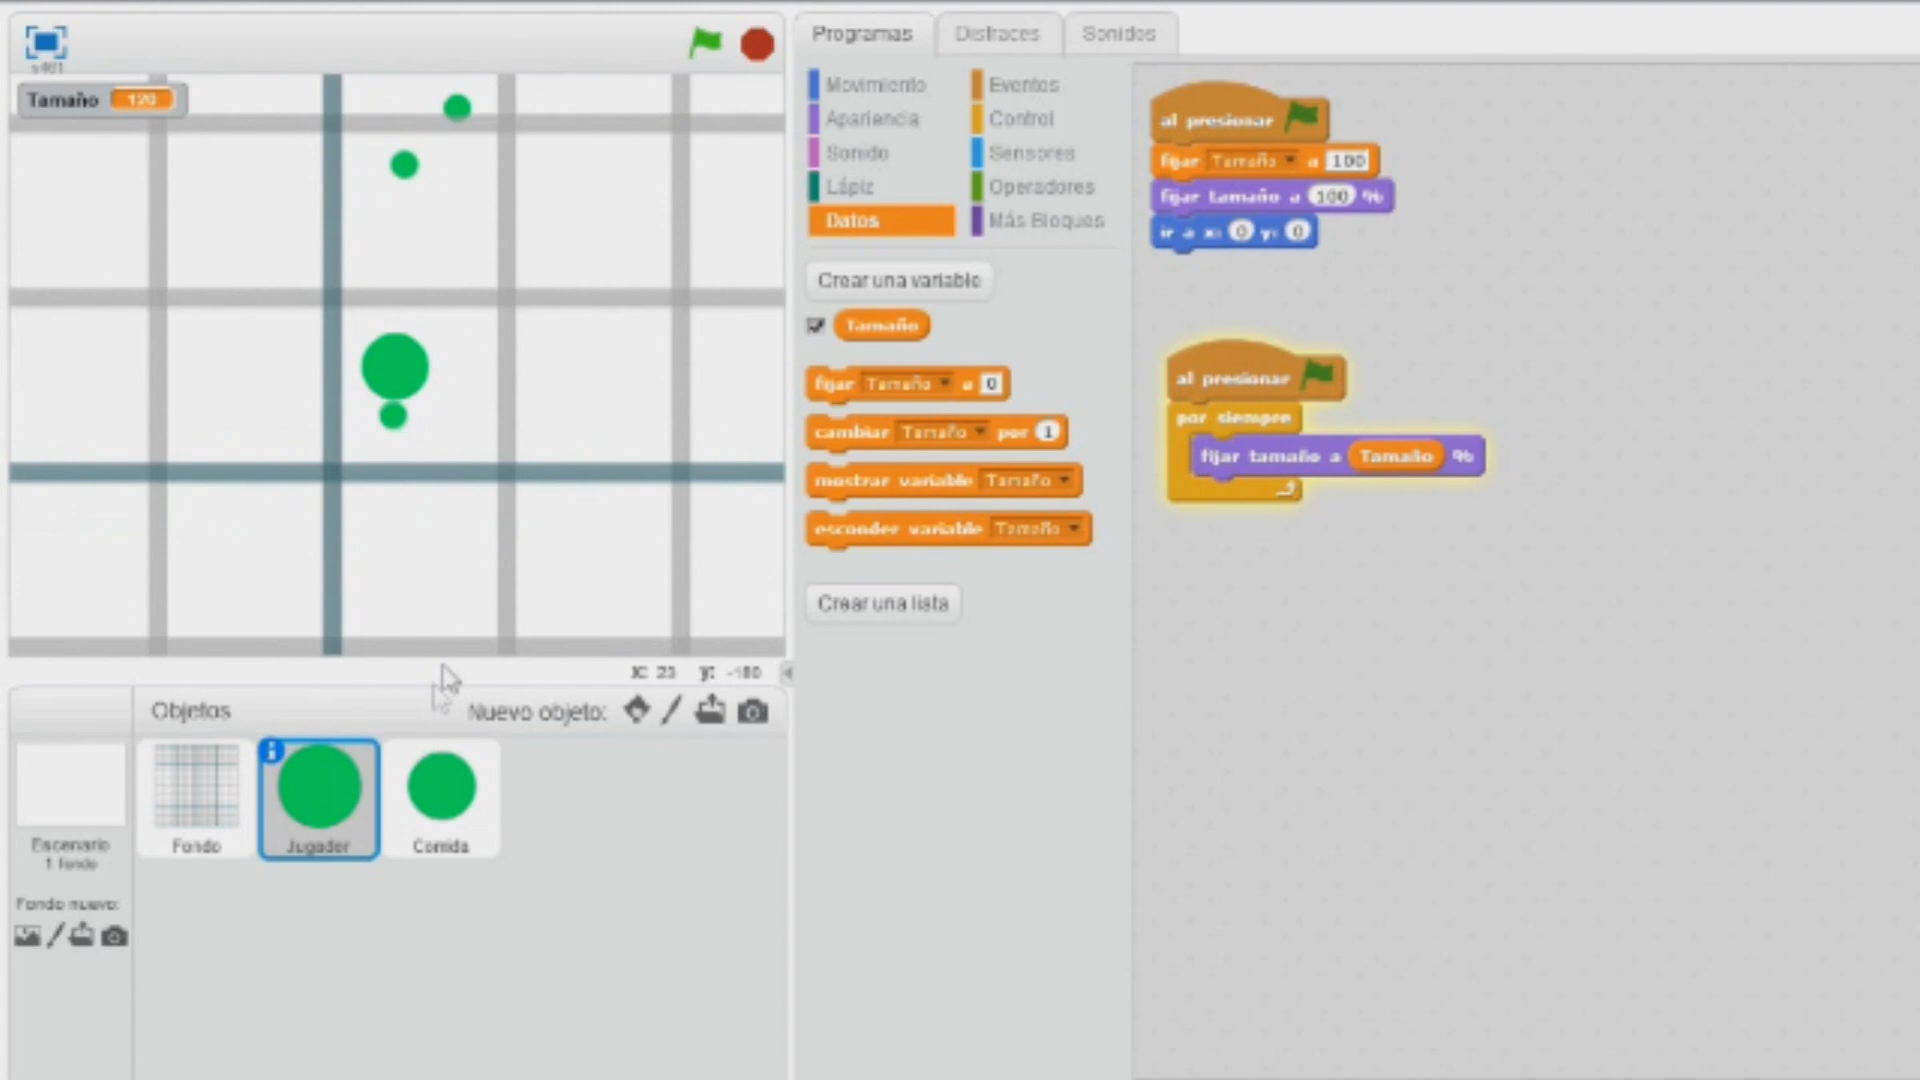 v461
Tamaño 120
x: 23 y: -180
Objetos
Nuevo objeto:
Escenario
1 fondo
Fondo nuevo:
Fondo
Jugador
Comida
Programas
Disfraces
Sonidos
Movimiento
Apariencia
Sonido
Lápiz
Datos
Eventos
Control
Sensores
Operadores
Más Bloques
Crear una variable
Tamaño
fijar Tamaño a 0
cambiar Tamaño por 1
mostrar variable Tamaño
esconder variable Tamaño
Crear una lista
al presionar
fijar Tamaño a 100
fijar tamaño a 100 %
ir a x: 0 y: 0
al presionar
por siempre
fijar tamaño a Tamaño %